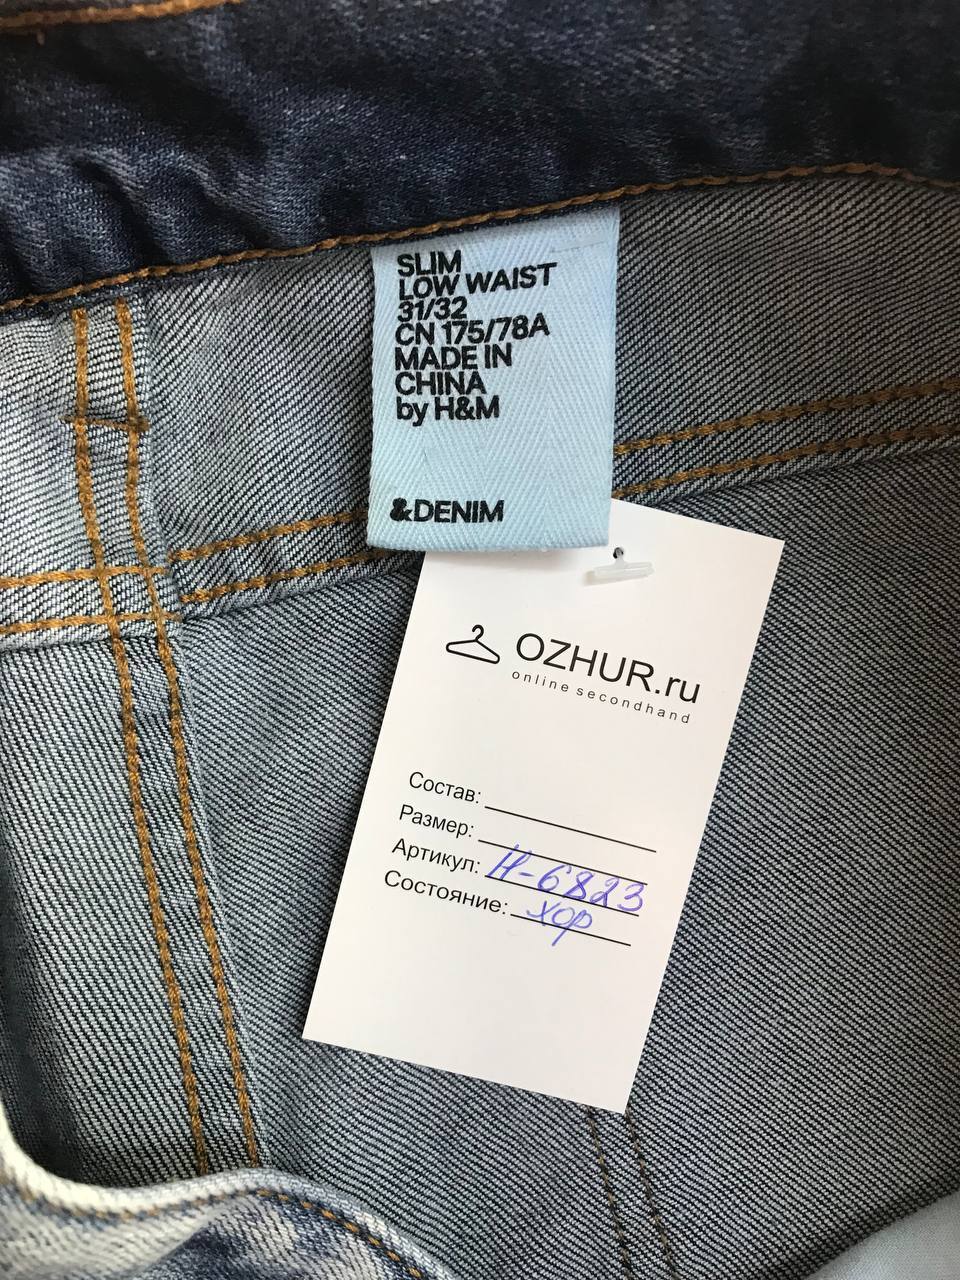 SLIM
LOW WAIST
31/32
CN 175/78A
MADE IN
CHINA
by H&M
&DENIM
OZHUR.ru
online secondhand
Состав:
Размер:
Артикул: Н-6823
Состояние: хор